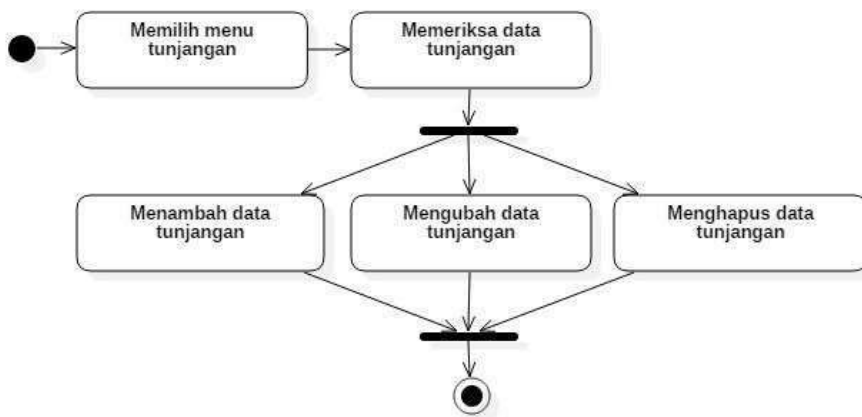 Memilih menu
tunjangan
Memeriksa data
tunjangan
Menambah data
tunjangan
Mengubah data
tunjangan
Menghapus data
tunjangan